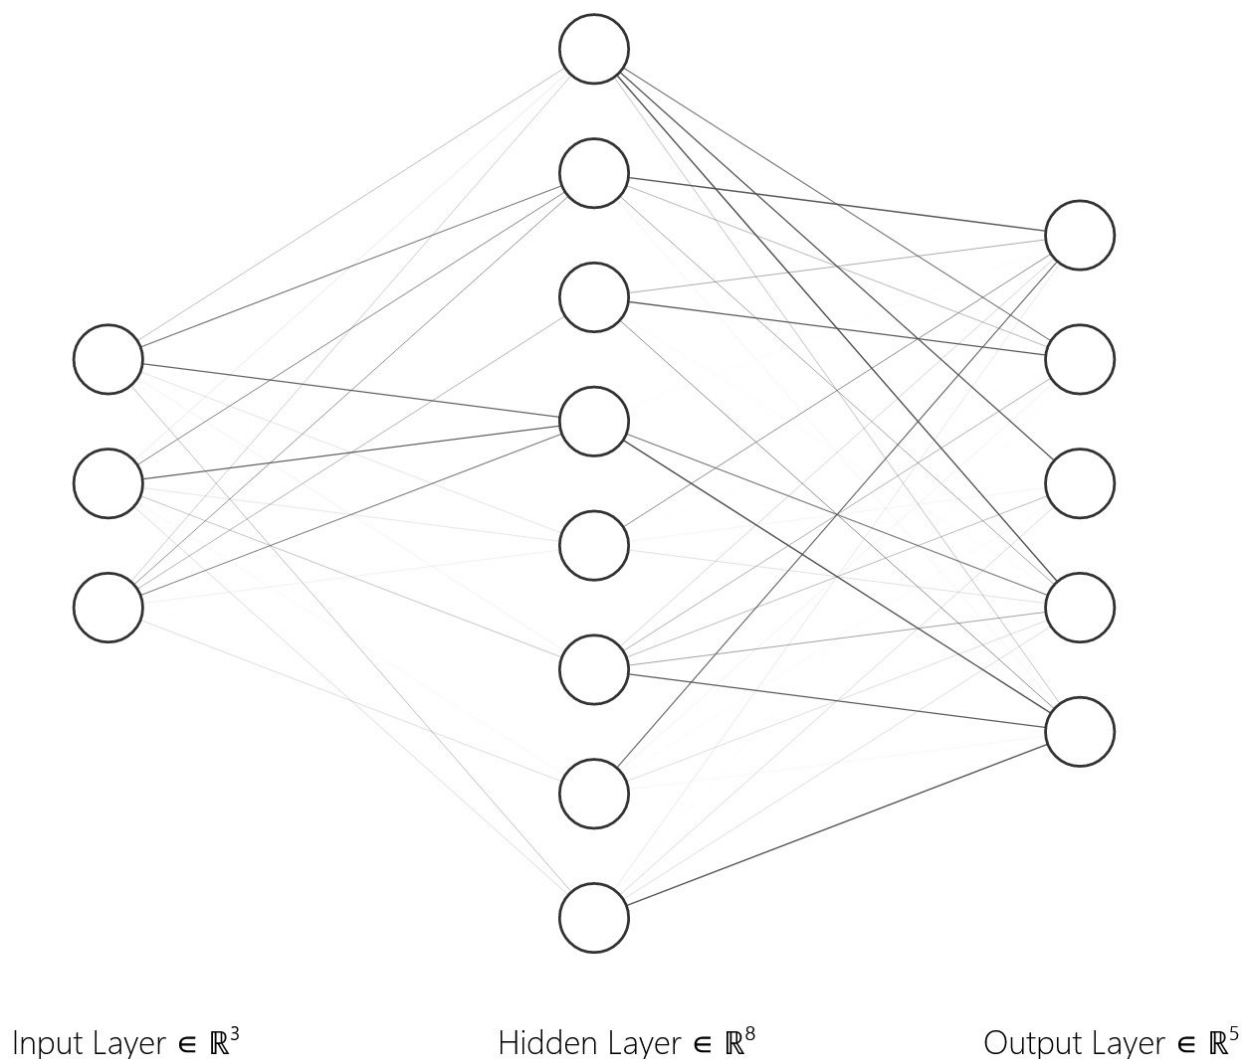 Input Layer ∈ ℝ³
Hidden Layer ∈ ℝ⁸
Output Layer ∈ ℝ⁵